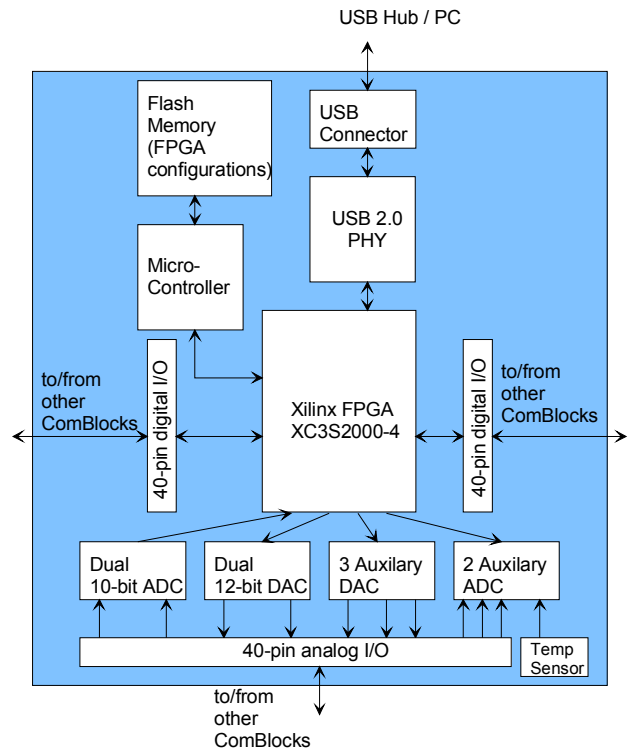 USB Hub / PC
Flash
Memory
(FPGA
configurations)
USB
Connector
USB 2.0
PHY
Micro-
Controller
to/from
other
ComBlocks
40-pin digital I/O
Xilinx FPGA
XC3S2000-4
40-pin digital I/O
to/from
other
ComBlocks
Dual
10-bit ADC
Dual
12-bit DAC
3 Auxilary
DAC
2 Auxilary
ADC
40-pin analog I/O
Temp
Sensor
to/from
other
ComBlocks